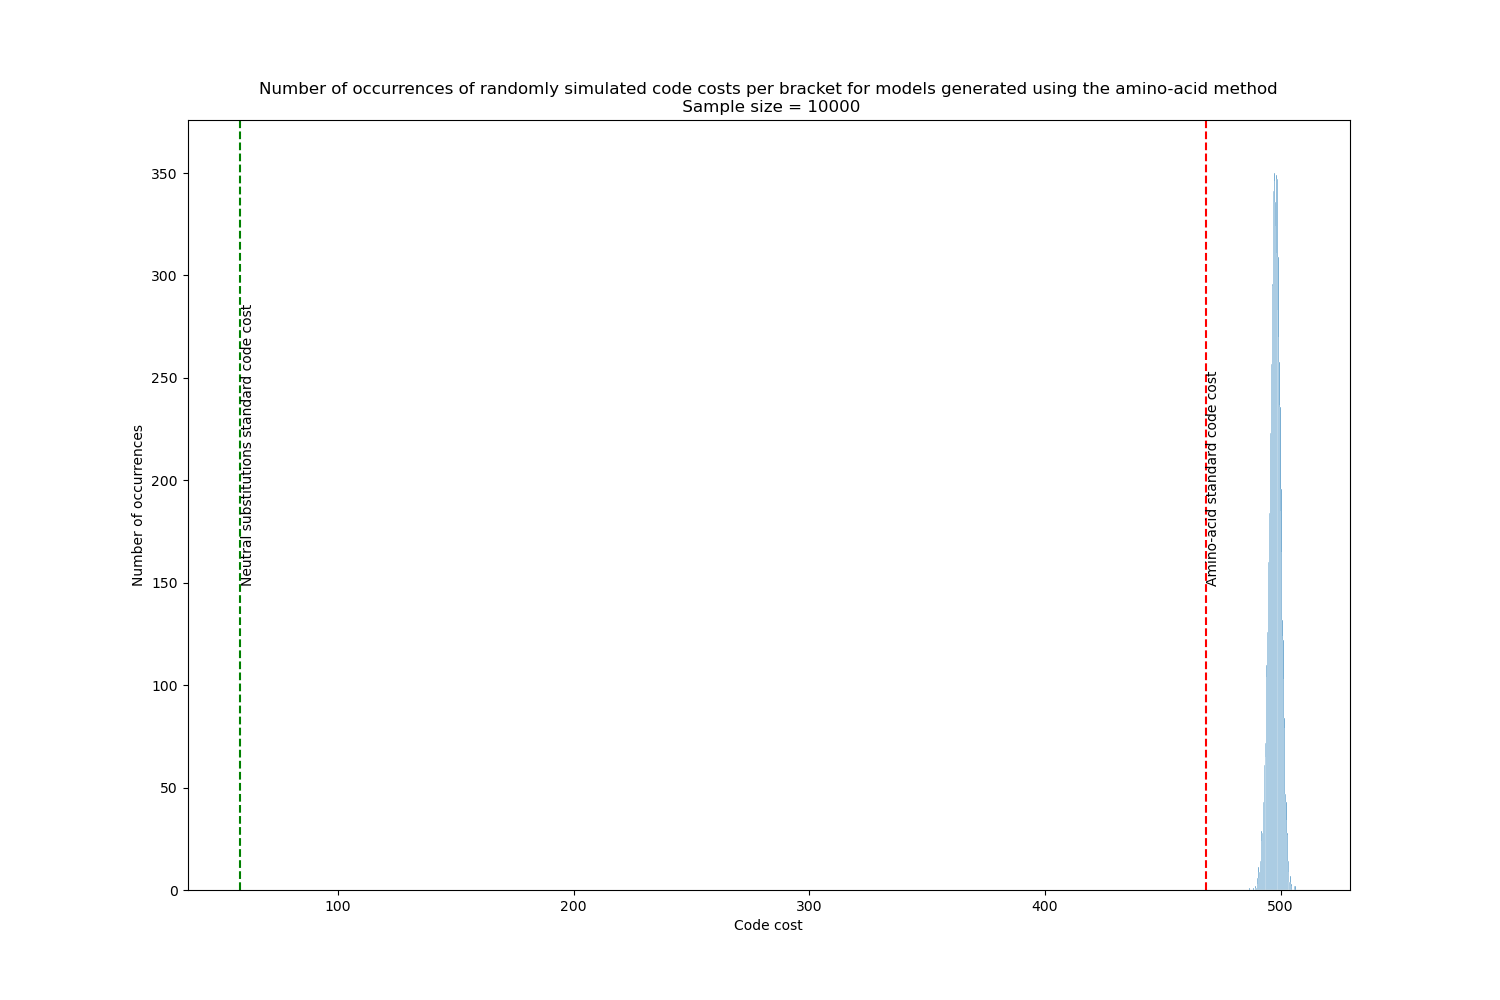 Number of occurrences of randomly simulated code costs per bracket for models generated using the amino-acid method
Sample size = 10000
350
300
250
200
150
100
50
0
Number of occurrences
Neutral substitutions standard code cost
Amino-acid standard code cost
100
200
300
400
500
Code cost